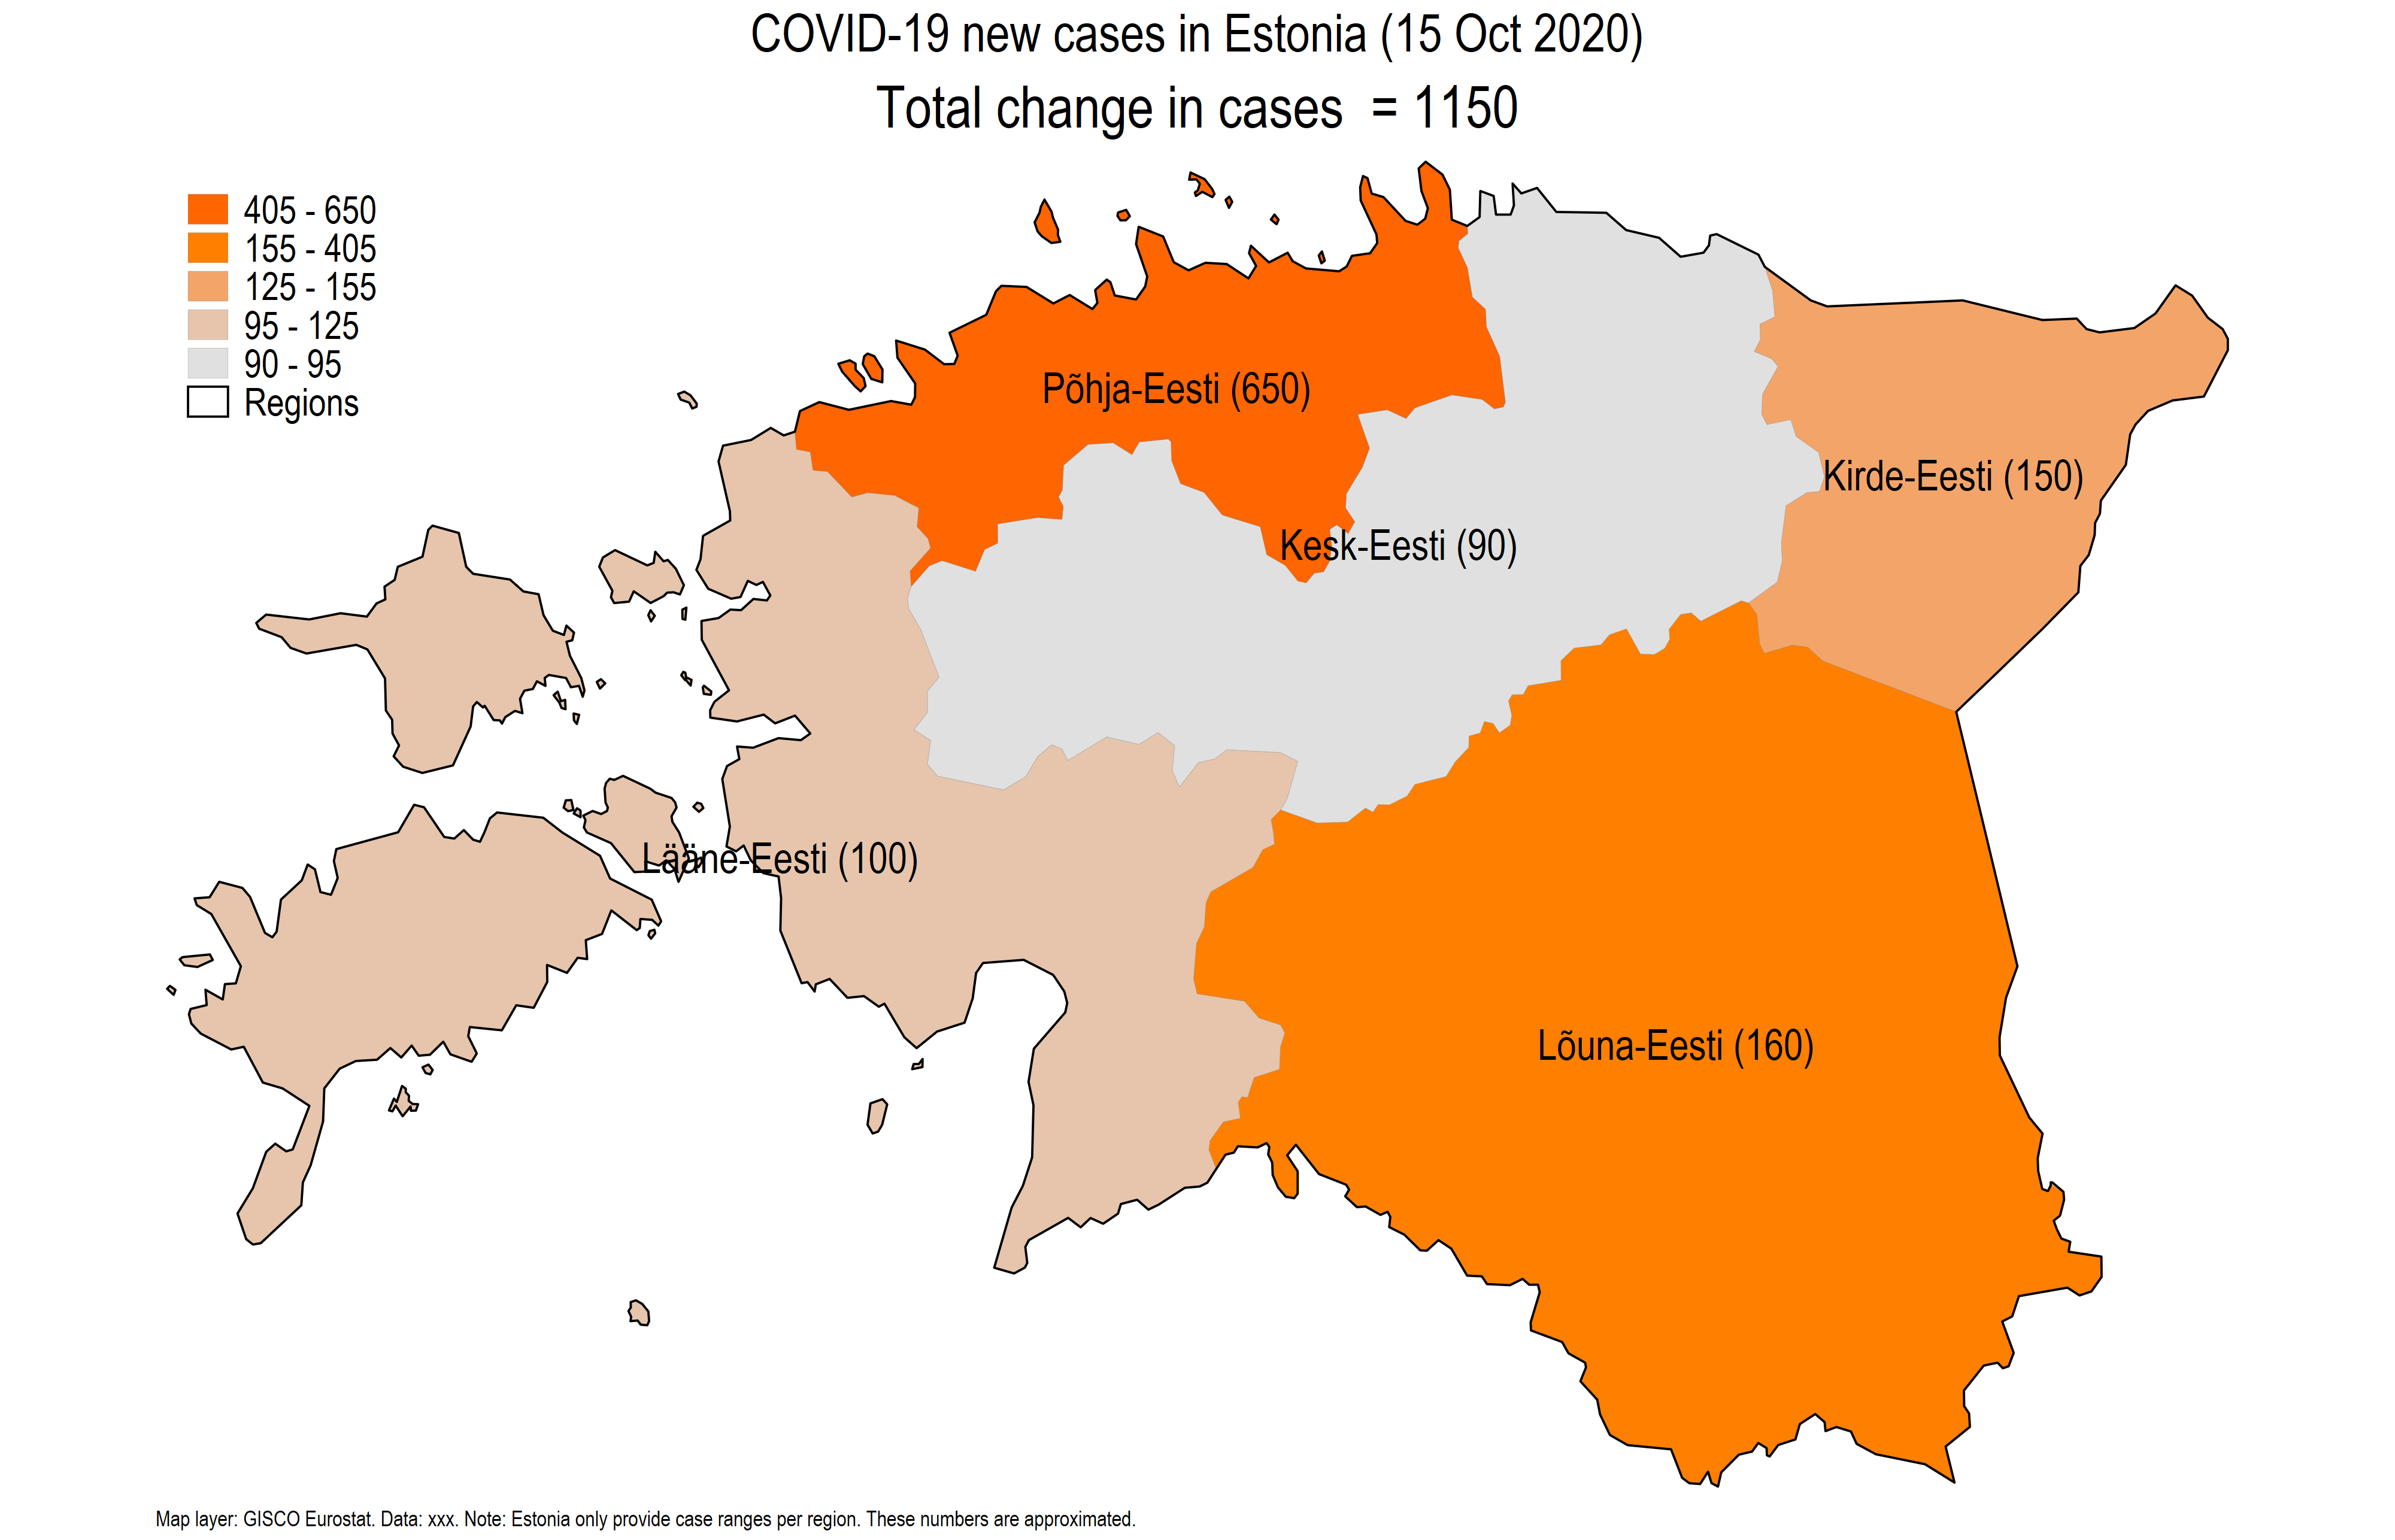 COVID-19 new cases in Estonia (15 Oct 2020)
Total change in cases  = 1150
405 - 650
155 - 405
125 - 155
95 - 125
90 - 95
Regions
Põhja-Eesti (650)
Kirde-Eesti (150)
Kesk-Eesti (90)
Lääne-Eesti (100)
Lõuna-Eesti (160)
Map layer: GISCO Eurostat. Data: xxx. Note: Estonia only provide case ranges per region. These numbers are approximated.